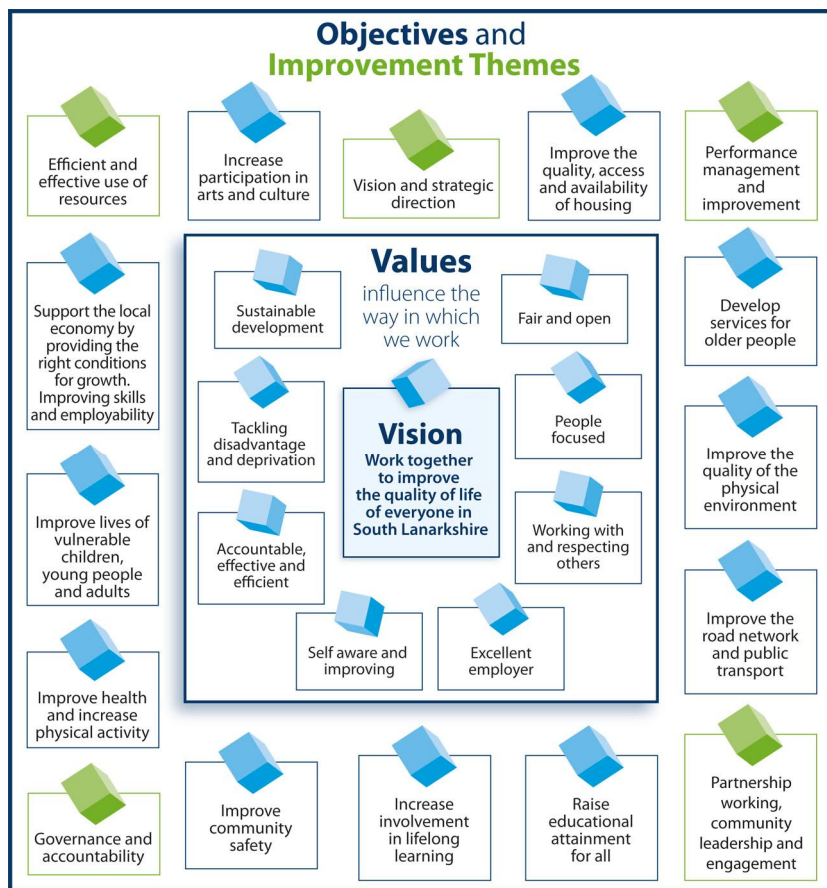 Objectives and
Improvement Themes
Efficient and
effective use of
resources
Increase
participation in
arts and culture
Vision and strategic
direction
Improve the
quality, access
and availability
of housing
Performance
management
and
improvement
Support the local
economy by
providing the
right conditions
for growth.
Improving skills
and employability
Values
influence the
way in which
we work
Sustainable
development
Fair and open
Develop
services for
older people
Tackling
disadvantage
and deprivation
Vision
Work together
to improve
the quality of life
of everyone in
South Lanarkshire
People
focused
Improve the
quality of the
physical
environment
Improve lives of
vulnerable
children,
young people
and adults
Accountable,
effective and
efficient
Working with
and respecting
others
Improve the
road network
and public
transport
Self aware and
improving
Excellent
employer
Improve health
and increase
physical activity
Governance and
accountability
Improve
community
safety
Increase
involvement
in lifelong
learning
Raise
educational
attainment
for all
Partnership
working,
community
leadership and
engagement